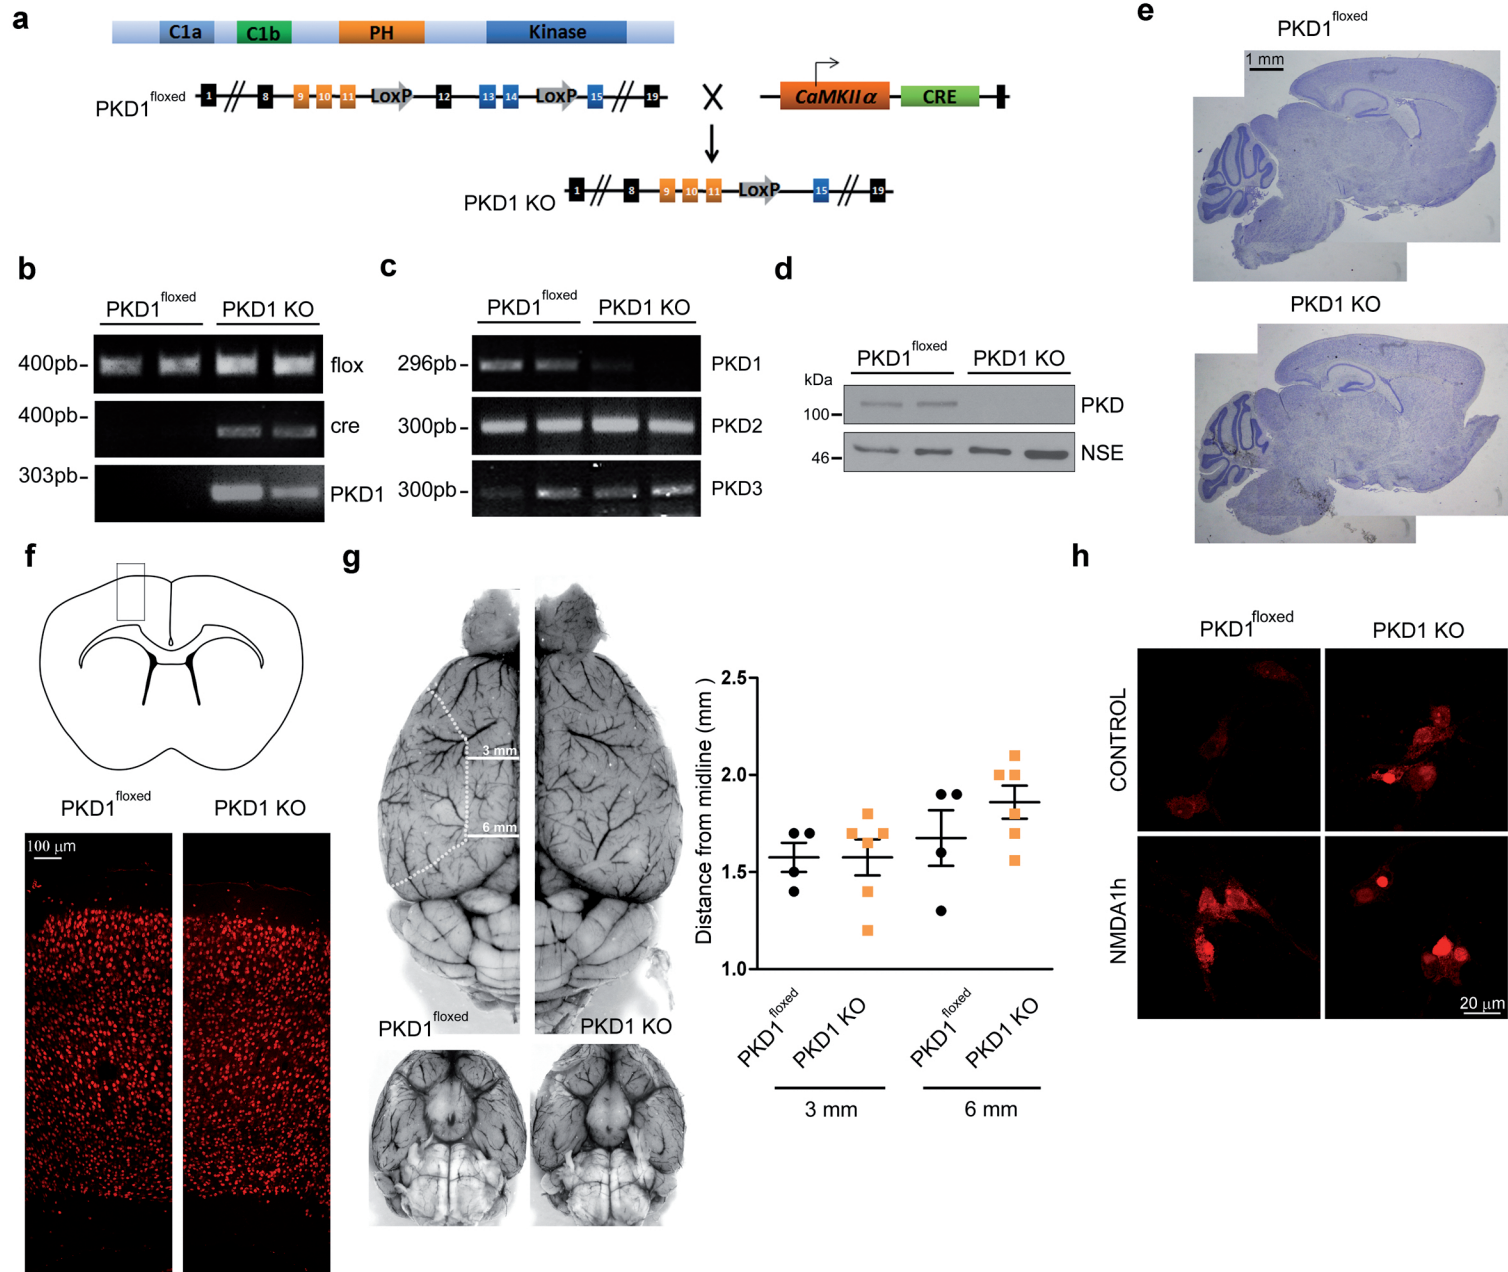 a
C1a C1b PH Kinase
PKD1floxed 1 8 9 10 11 LoxP 12 13 14 LoxP 15 19 X CaMKIIα CRE
PKD1 KO 1 8 9 10 11 LoxP 15 19
b
PKD1floxed PKD1 KO
400pb flox
400pb cre
303pb PKD1
c
PKD1floxed PKD1 KO
296pb PKD1
300pb PKD2
300pb PKD3
d
PKD1floxed PKD1 KO
kDa
100 PKD
46 NSE
e
PKD1floxed
1 mm
PKD1 KO
f
PKD1floxed PKD1 KO
100 µm
g
3 mm
6 mm
PKD1floxed PKD1 KO
Distance from midline (mm )
2.5
2.0
1.5
1.0
PKD1floxed PKD1 KO PKD1floxed PKD1 KO
3 mm 6 mm
h
PKD1floxed PKD1 KO
CONTROL
NMDA1h
20 µm